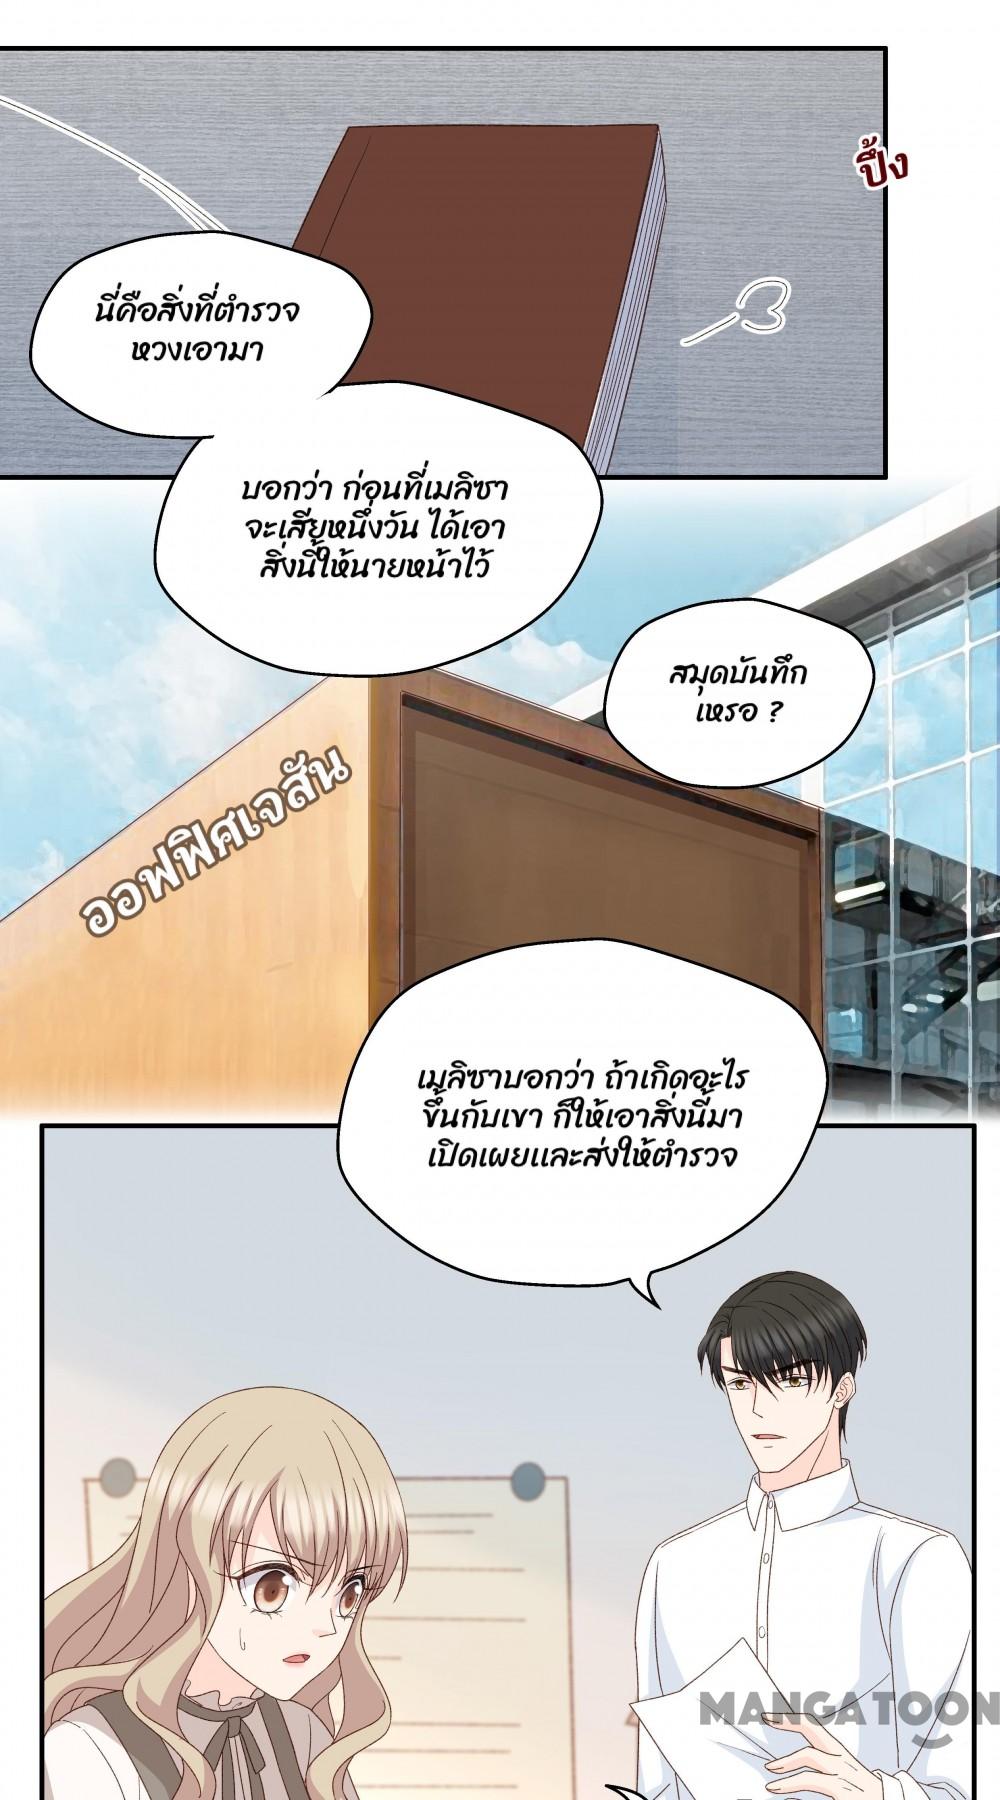 ปึ้ง
นี่คือสิ่งที่ตำรวจ
หวงเอามา
บอกว่า ก่อนที่เมลิซา
จะเสียหนึ่งวัน ได้เอา
สิ่งนี้ให้นายหน้าไว้
สมุดบันทึก
เหรอ ?
ออฟฟิศเจสัน
เมลิซาบอกว่า ถ้าเกิดอะไร
ขึ้นกับเขา ก็ให้เอาสิ่งนี้มา
เปิดเผยและส่งให้ตำรวจ
MANGATOON